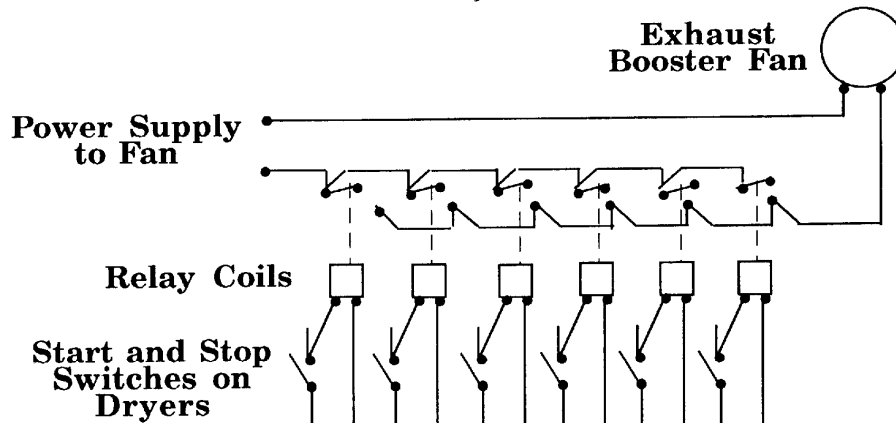 Exhaust
Booster Fan
Power Supply
to Fan
Relay Coils
Start and Stop
Switches on
Dryers